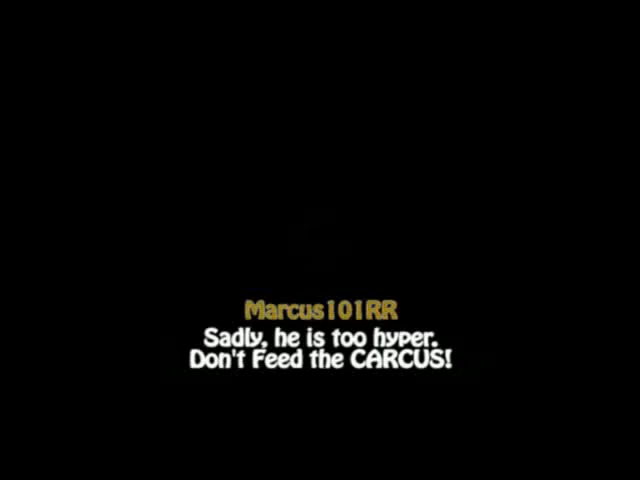 Marcus101RR
Sadly, he is too hyper.
Don't Feed the CARCUS!